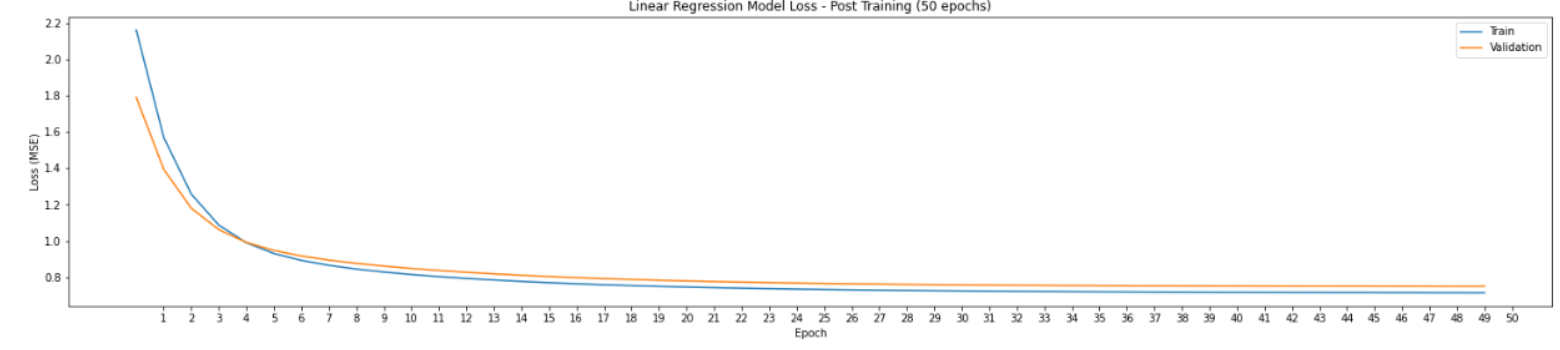 Linear Regression Model Loss - Post Training (50 epochs)
Train
Validation
Loss (MSE)
2.2
2.0
1.8
1.6
1.4
1.2
1.0
0.8
1 2 3 4 5 6 7 8 9 10 11 12 13 14 15 16 17 18 19 20 21 22 23 24 25 26 27 28 29 30 31 32 33 34 35 36 37 38 39 40 41 42 43 44 45 46 47 48 49 50
Epoch